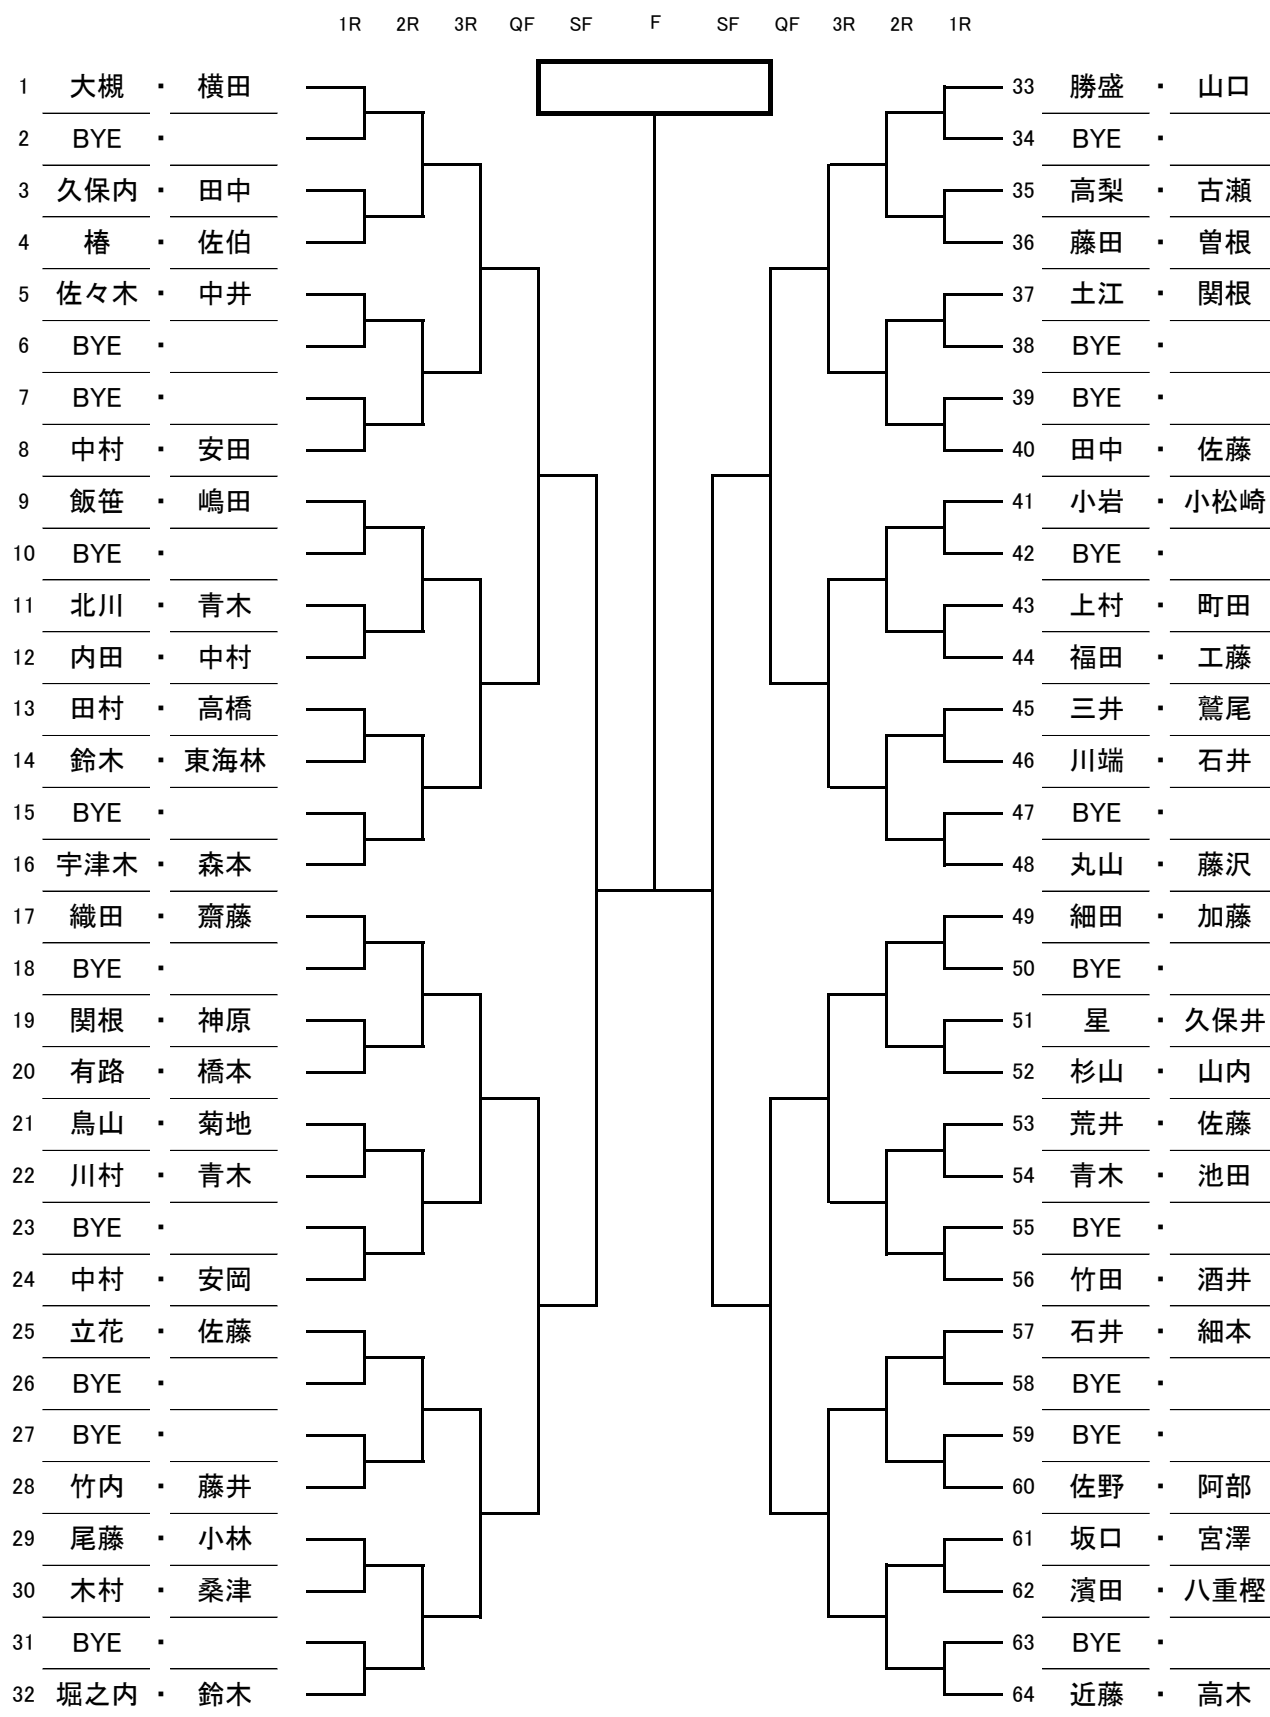 1R 2R 3R QF SF F SF QF 3R 2R 1R
1 大槻 ・ 横田 33 勝盛 ・ 山口
2 BYE ・ 34 BYE ・
3 久保内 ・ 田中 35 高梨 ・ 古瀬
4 椿 ・ 佐伯 36 藤田 ・ 曽根
5 佐々木 ・ 中井 37 土江 ・ 関根
6 BYE ・ 38 BYE ・
7 BYE ・ 39 BYE ・
8 中村 ・ 安田 40 田中 ・ 佐藤
9 飯笹 ・ 嶋田 41 小岩 ・ 小松崎
10 BYE ・ 42 BYE ・
11 北川 ・ 青木 43 上村 ・ 町田
12 内田 ・ 中村 44 福田 ・ 工藤
13 田村 ・ 高橋 45 三井 ・ 鷲尾
14 鈴木 ・ 東海林 46 川端 ・ 石井
15 BYE ・ 47 BYE ・
16 宇津木 ・ 森本 48 丸山 ・ 藤沢
17 織田 ・ 齋藤 49 細田 ・ 加藤
18 BYE ・ 50 BYE ・
19 関根 ・ 神原 51 星 ・ 久保井
20 有路 ・ 橋本 52 杉山 ・ 山内
21 鳥山 ・ 菊地 53 荒井 ・ 佐藤
22 川村 ・ 青木 54 青木 ・ 池田
23 BYE ・ 55 BYE ・
24 中村 ・ 安岡 56 竹田 ・ 酒井
25 立花 ・ 佐藤 57 石井 ・ 細本
26 BYE ・ 58 BYE ・
27 BYE ・ 59 BYE ・
28 竹内 ・ 藤井 60 佐野 ・ 阿部
29 尾藤 ・ 小林 61 坂口 ・ 宮澤
30 木村 ・ 桑津 62 濱田 ・ 八重樫
31 BYE ・ 63 BYE ・
32 堀之内 ・ 鈴木 64 近藤 ・ 高木